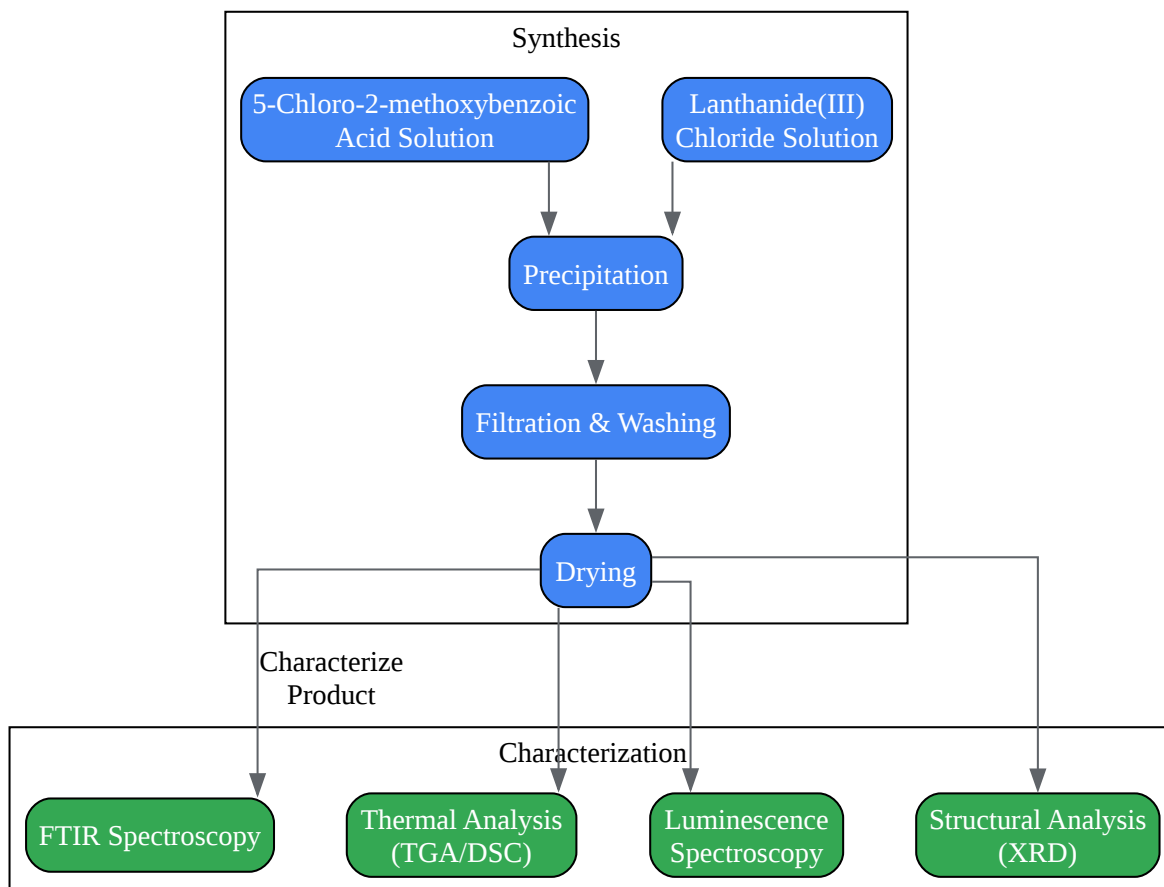 Synthesis
5-Chloro-2-methoxybenzoic
Acid Solution
Lanthanide(III)
Chloride Solution
Precipitation
Filtration & Washing
Drying
Characterize
Product
Characterization
FTIR Spectroscopy
Thermal Analysis
(TGA/DSC)
Luminescence
Spectroscopy
Structural Analysis
(XRD)